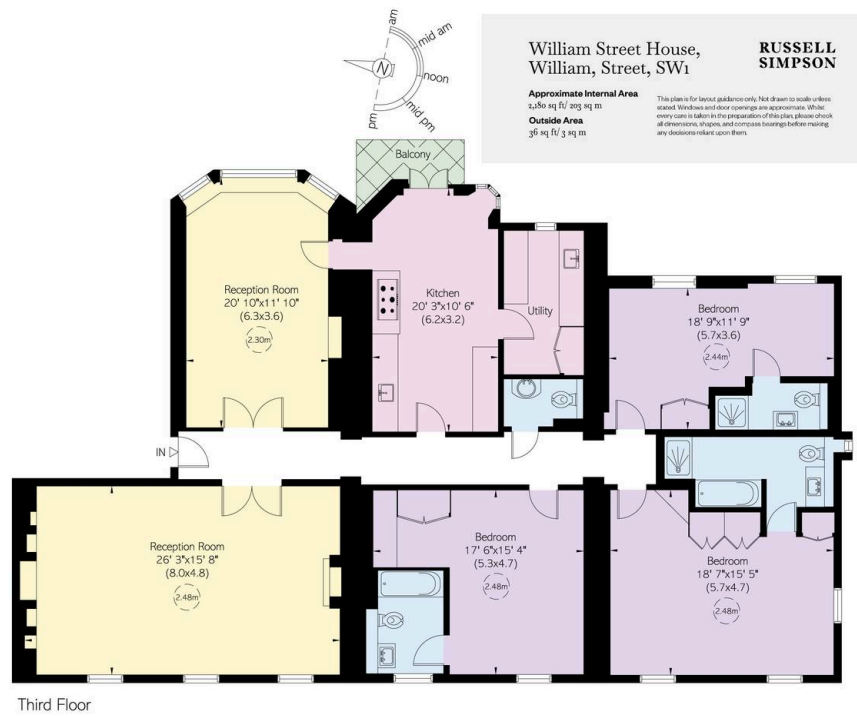 William Street House,
William, Street, SW1
RUSSELL
SIMPSON
Approximate Internal Area
2,180 sq ft/ 203 sq m
Outside Area
36 sq ft/ 3 sq m
This plan is for layout guidance only. Not drawn to scale unless
stated. Windows and door openings are approximate. Whilst
every care is taken in the preparation of this plan, please check
all dimensions, shapes, and compass bearings before making
any decisions reliant upon them.
am
mid am
N
noon
mid pm
pm
Balcony
Reception Room
20' 10"x11' 10"
(6.3x3.6)
2.30m
Kitchen
20' 3"x10' 6"
(6.2x3.2)
Utility
Bedroom
18' 9"x11' 9"
(5.7x3.6)
2.44m
IN
Reception Room
26' 3"x15' 8"
(8.0x4.8)
2.48m
Bedroom
17' 6"x15' 4"
(5.3x4.7)
2.48m
Bedroom
18' 7"x15' 5"
(5.7x4.7)
2.48m
Third Floor